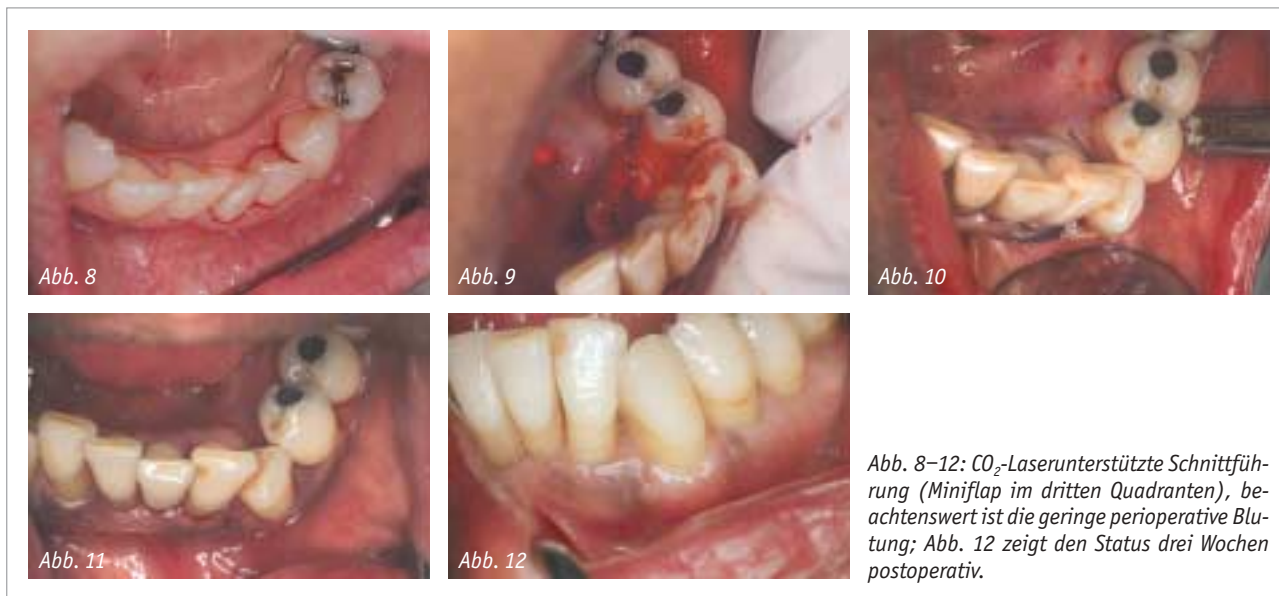 Abb. 8
Abb. 9
Abb. 10
Abb. 11
Abb. 12
Abb. 8–12: CO₂-Laserunterstützte Schnittfüh-
rung (Miniflap im dritten Quadranten), be-
achtenswert ist die geringe perioperative Blu-
tung; Abb. 12 zeigt den Status drei Wochen
postoperativ.